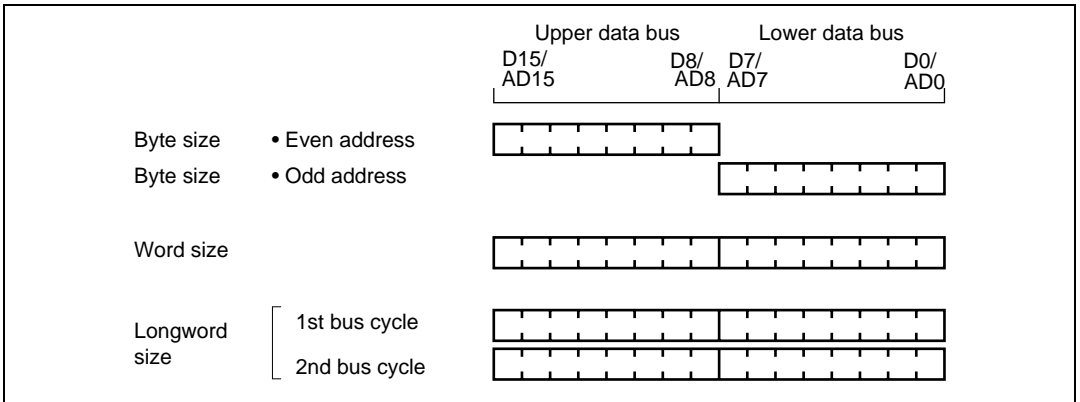 Upper data bus Lower data bus
D15/ D8/ D7/ D0/
AD15 AD8 AD7 AD0
Byte size • Even address
Byte size • Odd address
Word size
Longword
size
1st bus cycle
2nd bus cycle